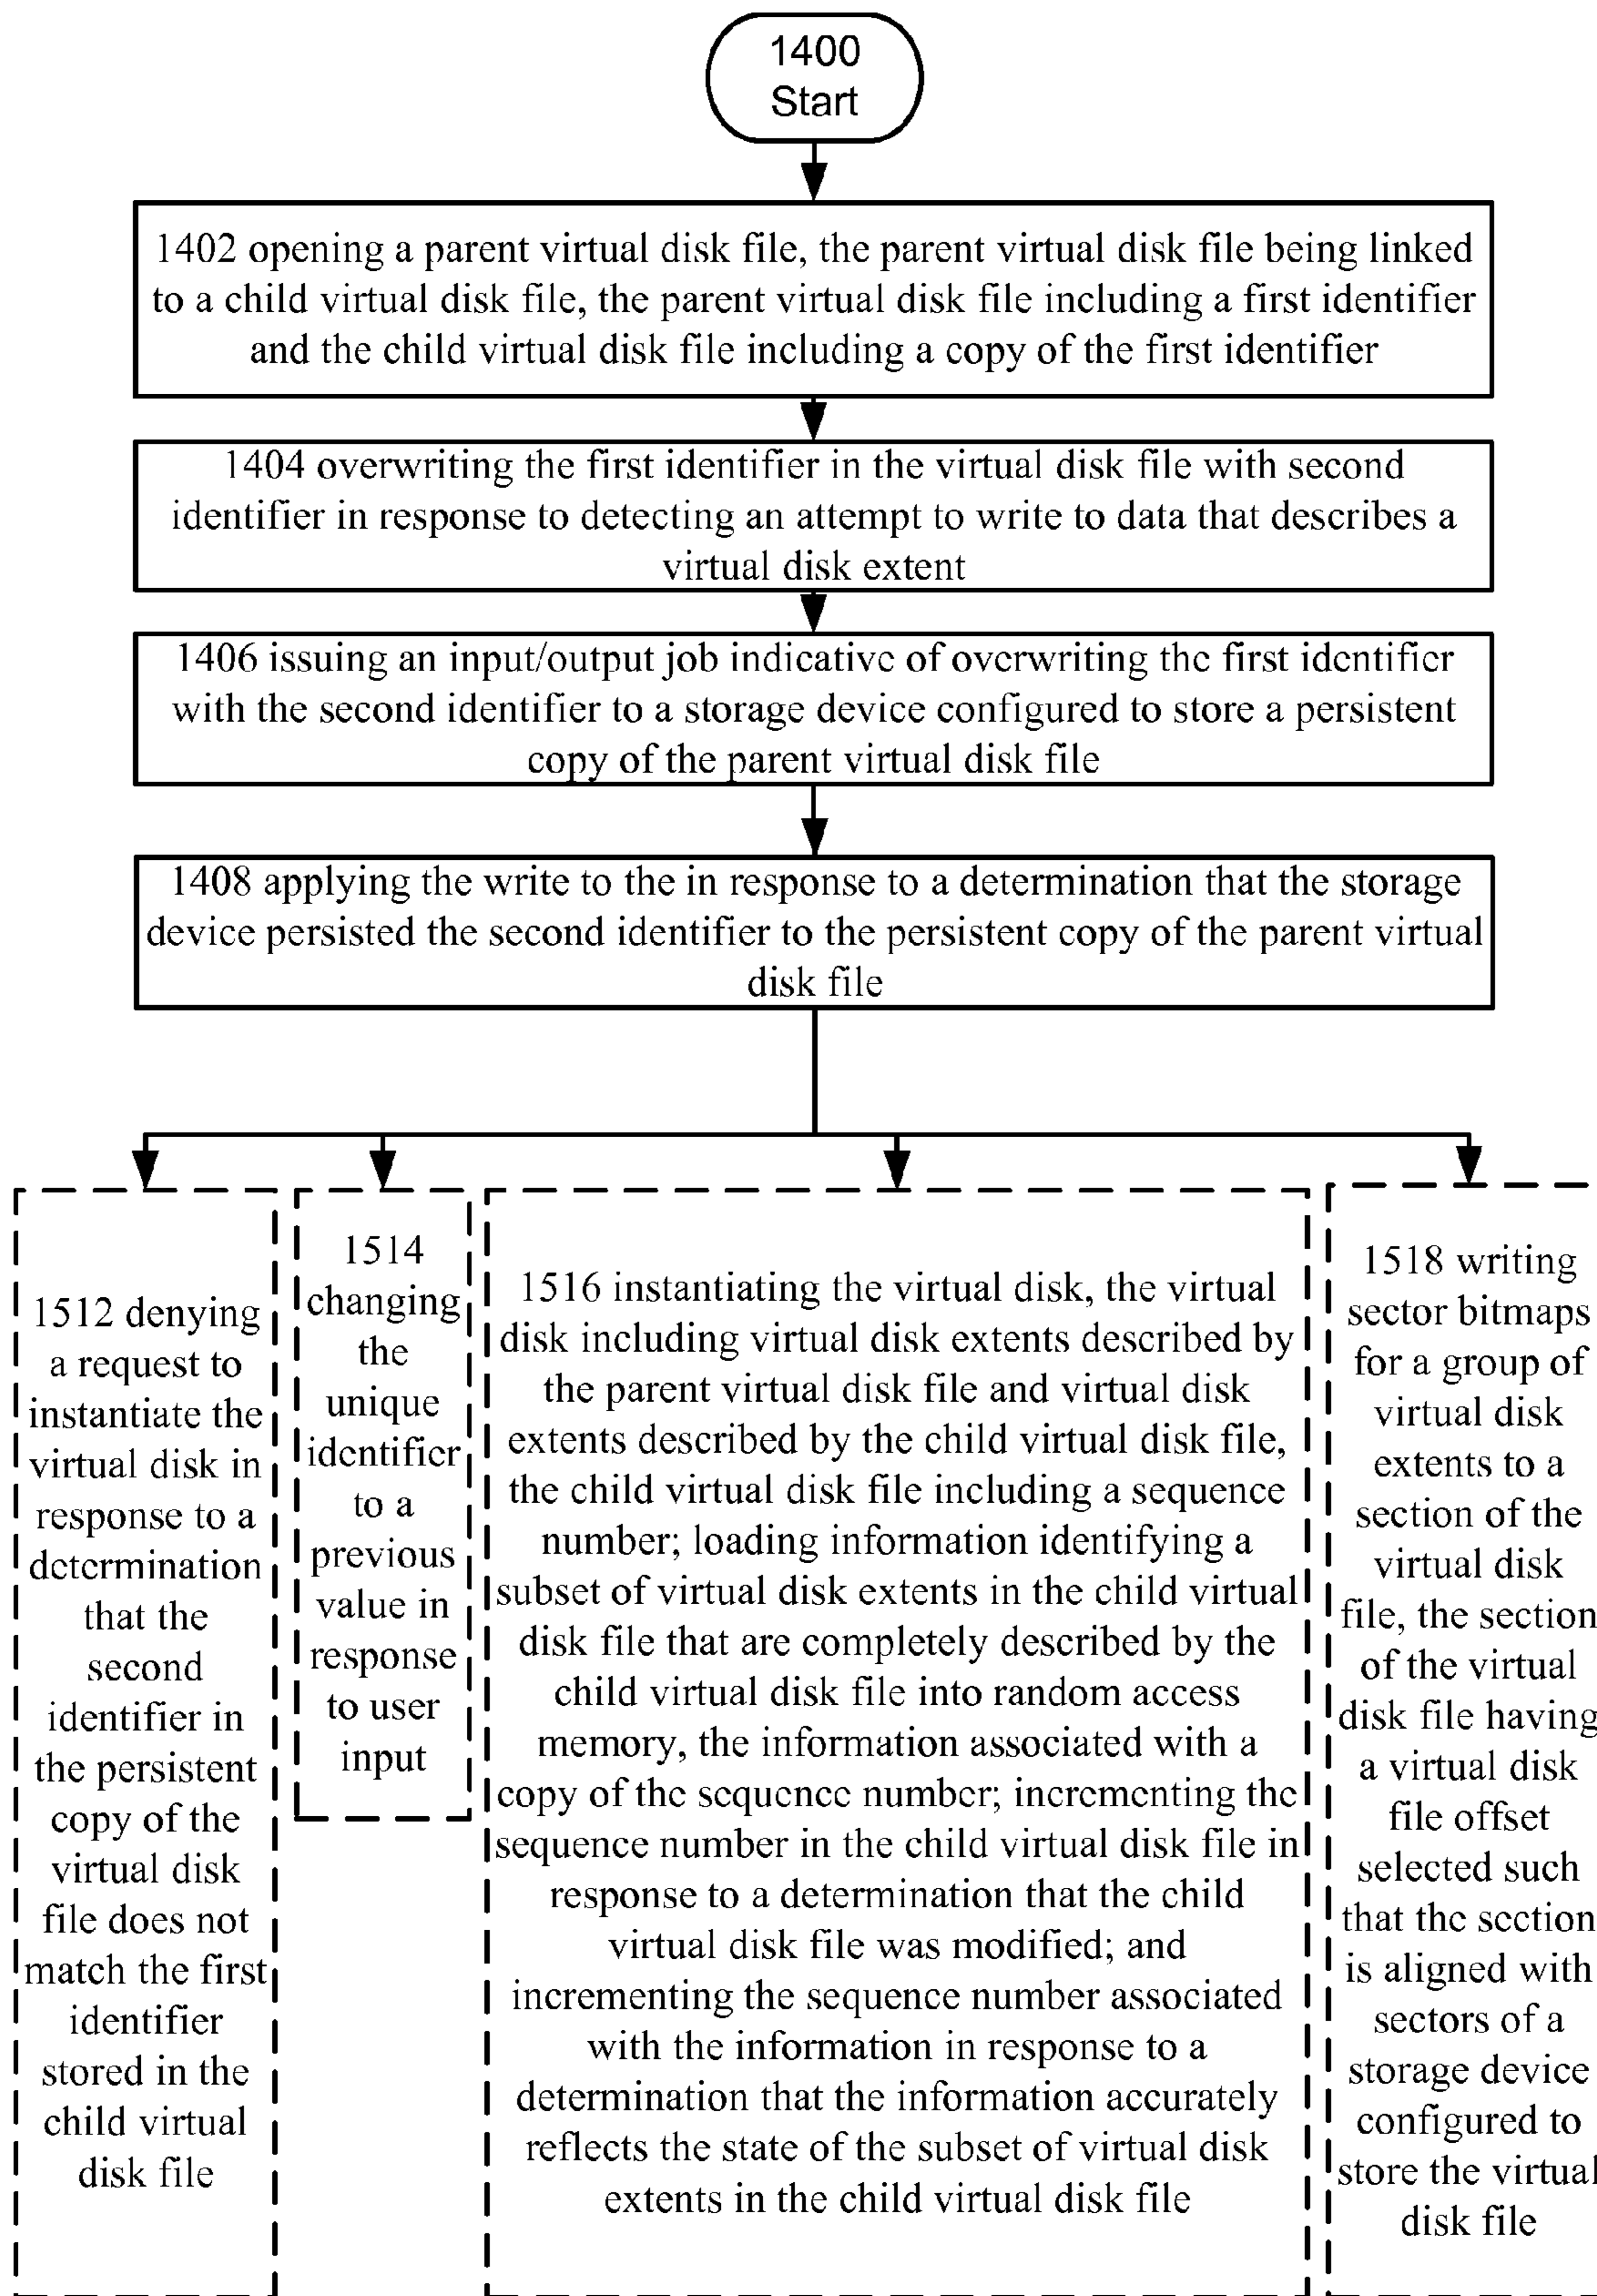 1400
Start
1402 opening a parent virtual disk file, the parent virtual disk file being linked
to a child virtual disk file, the parent virtual disk file including a first identifier
and the child virtual disk file including a copy of the first identifier
1404 overwriting the first identifier in the virtual disk file with second
identifier in response to detecting an attempt to write to data that describes a
virtual disk extent
1406 issuing an input/output job indicative of overwriting the first identifier
with the second identifier to a storage device configured to store a persistent
copy of the parent virtual disk file
1408 applying the write to the in response to a determination that the storage
device persisted the second identifier to the persistent copy of the parent virtual
disk file
1512 denying
a request to
instantiate the
virtual disk in
response to a
determination
that the
second
identifier in
the persistent
copy of the
virtual disk
file does not
match the first
identifier
stored in the
child virtual
disk file
1514
changing
the
unique
identifier
to a
previous
value in
response
to user
input
1516 instantiating the virtual disk, the virtual
disk including virtual disk extents described by
the parent virtual disk file and virtual disk
extents described by the child virtual disk file,
the child virtual disk file including a sequence
number; loading information identifying a
subset of virtual disk extents in the child virtual
disk file that are completely described by the
child virtual disk file into random access
memory, the information associated with a
copy of the sequence number; incrementing the
sequence number in the child virtual disk file in
response to a determination that the child
virtual disk file was modified; and
incrementing the sequence number associated
with the information in response to a
determination that the information accurately
reflects the state of the subset of virtual disk
extents in the child virtual disk file
1518 writing
sector bitmaps
for a group of
virtual disk
extents to a
section of the
virtual disk
file, the section
of the virtual
disk file having
a virtual disk
file offset
selected such
that the section
is aligned with
sectors of a
storage device
configured to
store the virtual
disk file